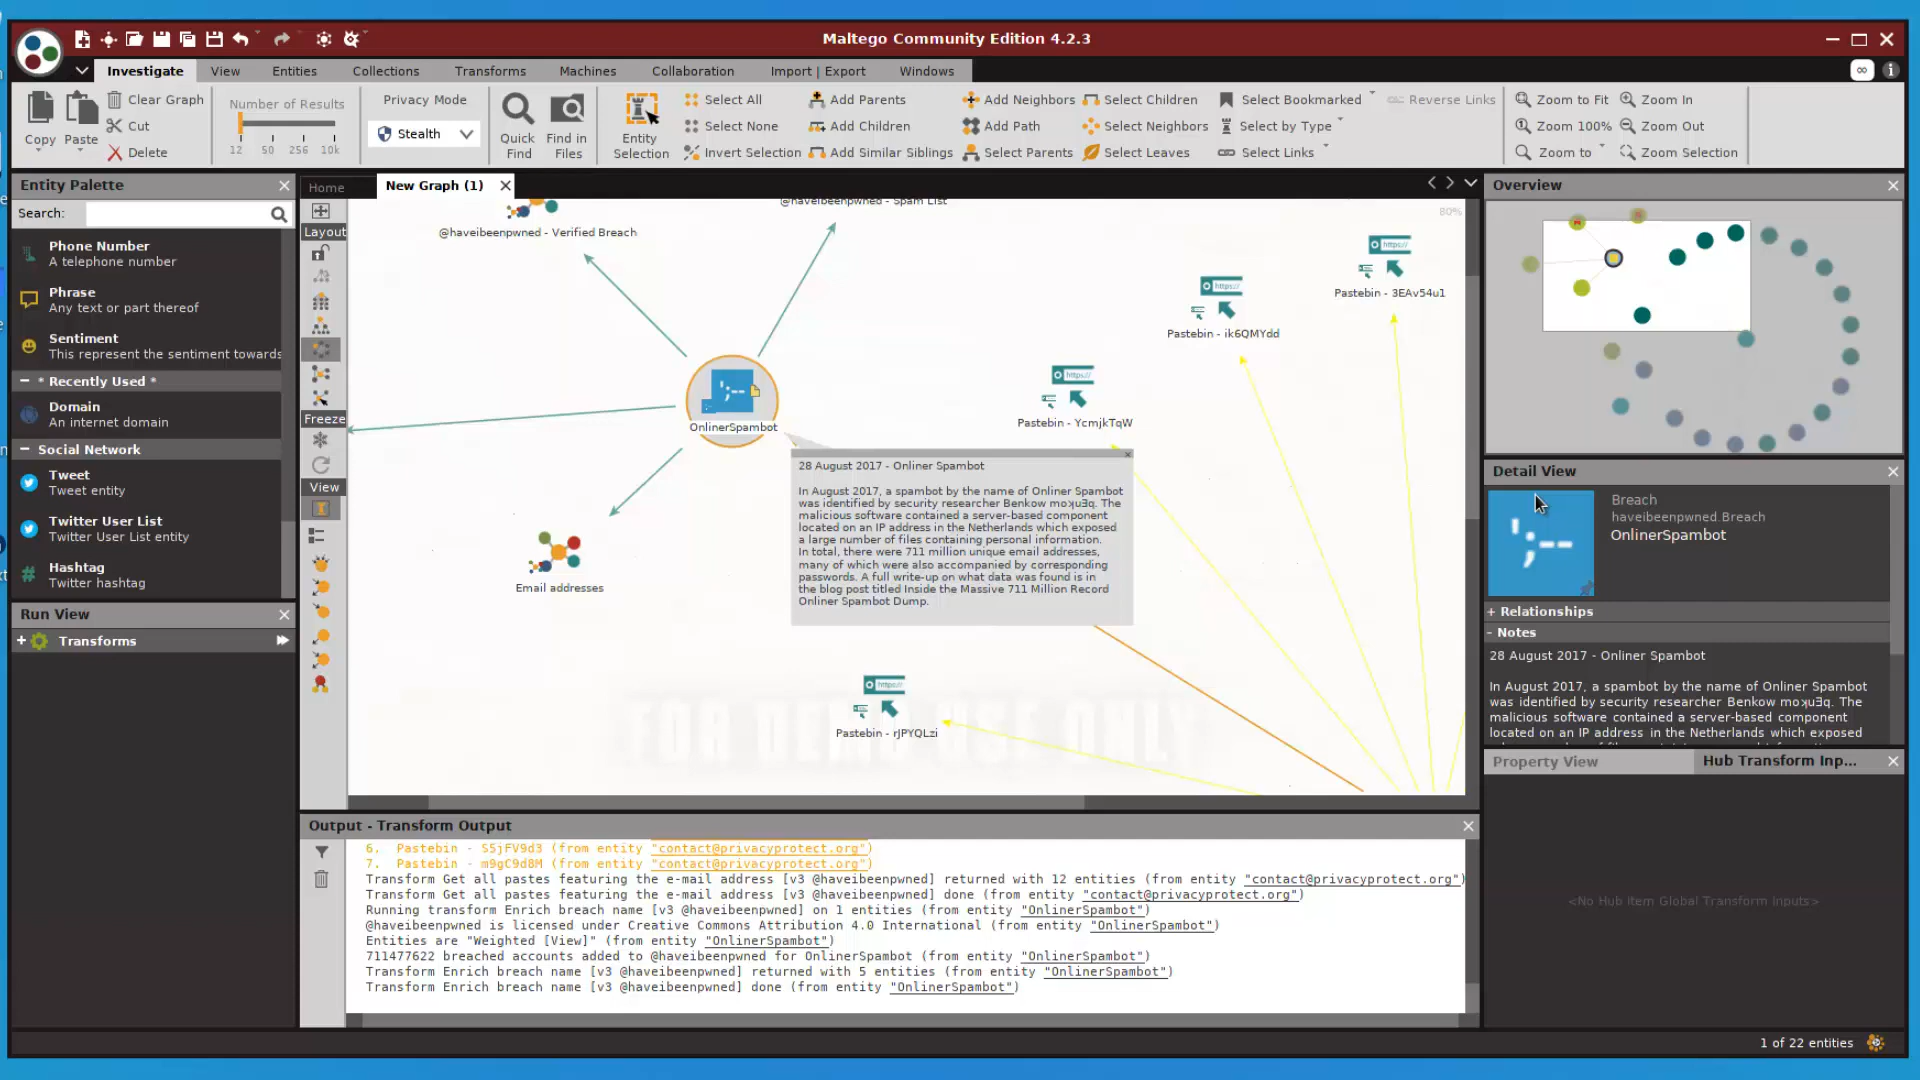 Maltego Community Edition 4.2.3
Investigate View Entities Collections Transforms Machines Collaboration Import | Export Windows
Copy
Paste
Clear Graph
Cut
Delete
Number of Results
12 50 256 10k
Privacy Mode
Stealth
Quick Find
Find in Files
Entity Selection
Select All
Select None
Invert Selection
Add Parents
Add Children
Add Similar Siblings
Add Neighbors
Add Path
Select Parents
Select Children
Select Neighbors
Select Leaves
Select Bookmarked
Select by Type
Select Links
Reverse Links
Zoom to Fit
Zoom 100%
Zoom to
Zoom In
Zoom Out
Zoom Selection
Entity Palette
Search:
Phone Number
A telephone number
Phrase
Any text or part thereof
Sentiment
This represent the sentiment towards
- * Recently Used *
Domain
An internet domain
- Social Network
Tweet
Tweet entity
Twitter User List
Twitter User List entity
Hashtag
Twitter hashtag
Run View
+ Transforms
Home
New Graph (1)
Layout
Freeze
View
80%
@haveibeenpwned - Verified Breach
@haveibeenpwned - Spam List
OnlinerSpambot
Email addresses
https://
Pastebin - 3EAv54u1
https://
Pastebin - ik6QMYdd
https://
Pastebin - YcmjkTqW
https://
Pastebin - rJPYQLzi
28 August 2017 - Onliner Spambot
In August 2017, a spambot by the name of Onliner Spambot
was identified by security researcher Benkow moʞuƎq. The
malicious software contained a server-based component
located on an IP address in the Netherlands which exposed
a large number of files containing personal information.
In total, there were 711 million unique email addresses,
many of which were also accompanied by corresponding
passwords. A full write-up on what data was found is in
the blog post titled Inside the Massive 711 Million Record
Onliner Spambot Dump.
FOR DEMO USE ONLY
Output - Transform Output
6. Pastebin - S5jFV9d3 (from entity "contact@privacyprotect.org")
7. Pastebin - m9gC9d8M (from entity "contact@privacyprotect.org")
Transform Get all pastes featuring the e-mail address [v3 @haveibeenpwned] returned with 12 entities (from entity "contact@privacyprotect.org")
Transform Get all pastes featuring the e-mail address [v3 @haveibeenpwned] done (from entity "contact@privacyprotect.org")
Running transform Enrich breach name [v3 @haveibeenpwned] on 1 entities (from entity "OnlinerSpambot")
@haveibeenpwned is licensed under Creative Commons Attribution 4.0 International (from entity "OnlinerSpambot")
Entities are "Weighted [View]" (from entity "OnlinerSpambot")
711477622 breached accounts added to @haveibeenpwned for OnlinerSpambot (from entity "OnlinerSpambot")
Transform Enrich breach name [v3 @haveibeenpwned] returned with 5 entities (from entity "OnlinerSpambot")
Transform Enrich breach name [v3 @haveibeenpwned] done (from entity "OnlinerSpambot")
Overview
Detail View
Breach
haveibeenpwned.Breach
OnlinerSpambot
+ Relationships
- Notes
28 August 2017 - Onliner Spambot
In August 2017, a spambot by the name of Onliner Spambot
was identified by security researcher Benkow moʞuƎq. The
malicious software contained a server-based component
located on an IP address in the Netherlands which exposed
Property View
Hub Transform Inp...
<No Hub Item Global Transform Inputs>
1 of 22 entities